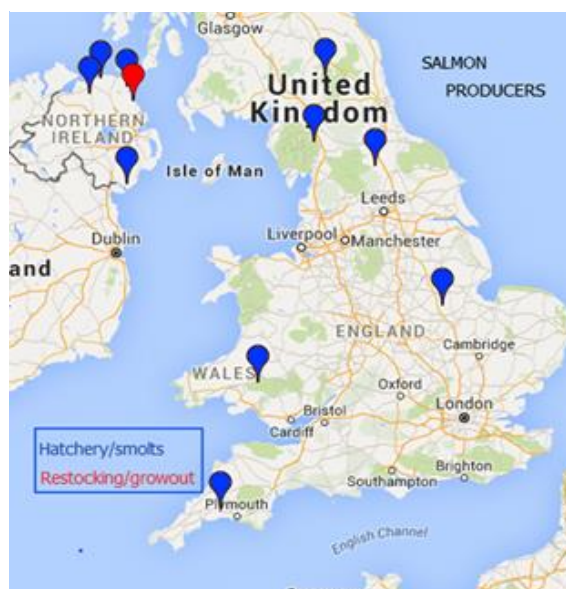 Glasgow
SALMON
PRODUCERS
United
Kingdom
NORTHERN
IRELAND
Isle of Man
Leeds
Dublin
Liverpool
Manchester
and
ENGLAND
Cambridge
WALES
Oxford
London
Bristol
Cardiff
Hatchery/smolts
Restocking/growout
Brighton
Southampton
Plymouth
English Channel